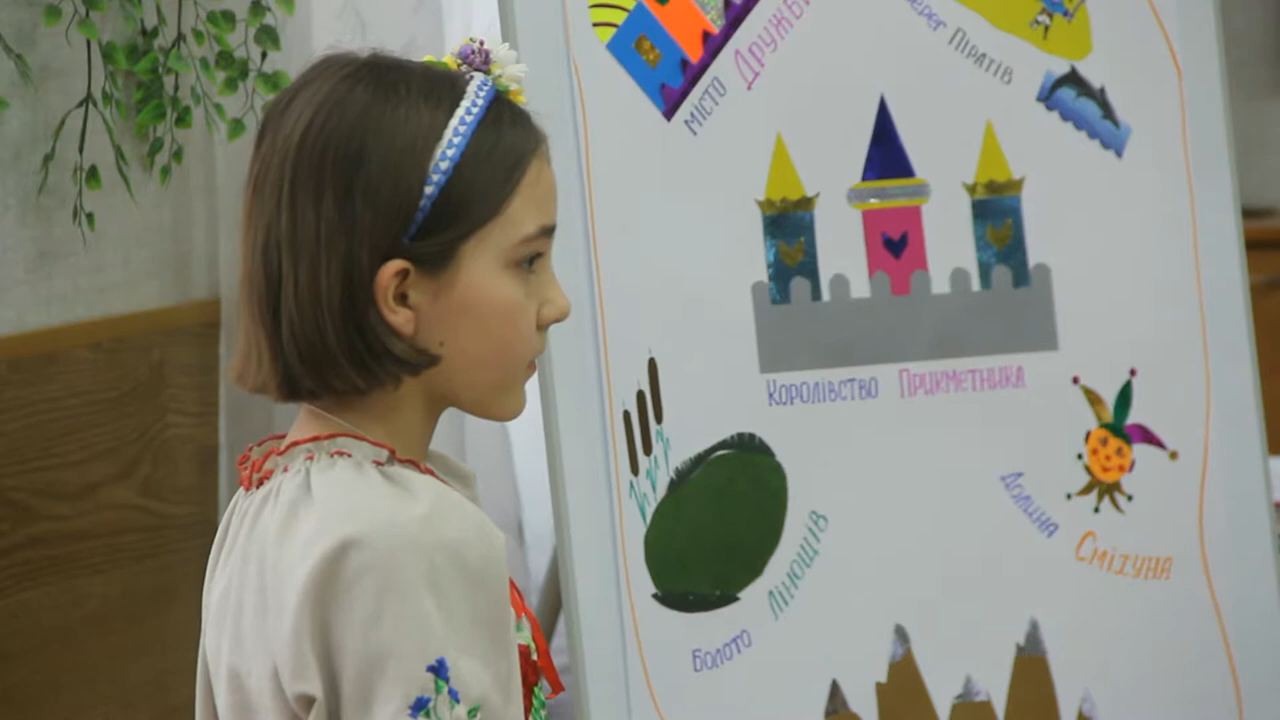 Місто Дружби
Берег Піратів
Королівство Прикметника
Болото Лінощів
Долина Сміхуна